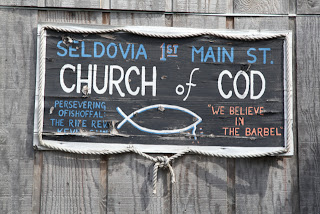 SELDOVIA 1ST MAIN ST.
CHURCH of COD
PERSEVERING
OFISHOFFAL:
THE RIPE REV.
"WE BELIEVE
IN
THE BARBEL"